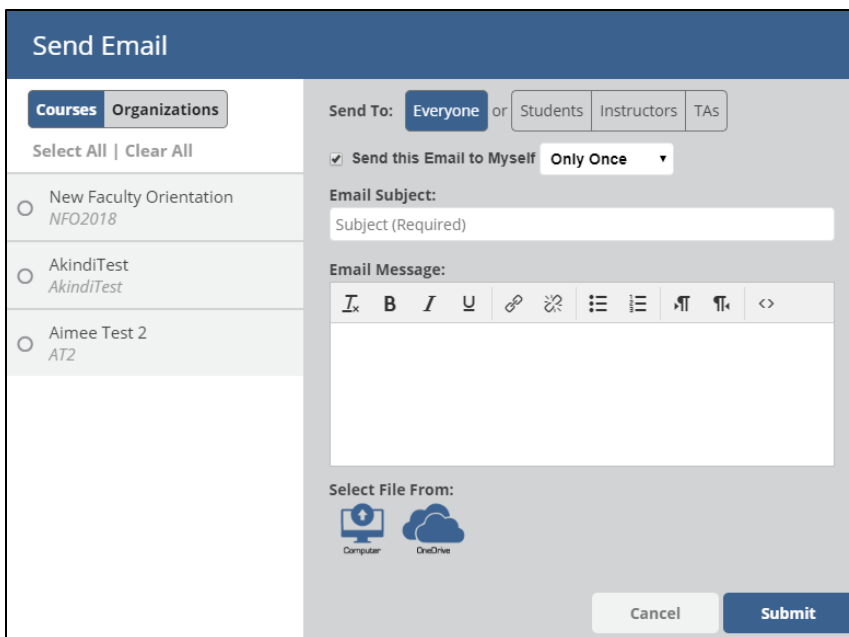 Send Email
Courses Organizations
Select All | Clear All
New Faculty Orientation
NFO2018
AkindiTest
AkindiTest
Aimee Test 2
AT2
Send To: Everyone or Students Instructors TAs
Send this Email to Myself Only Once
Email Subject:
Subject (Required)
Email Message:
Select File From:
Computer OneDrive
Cancel Submit